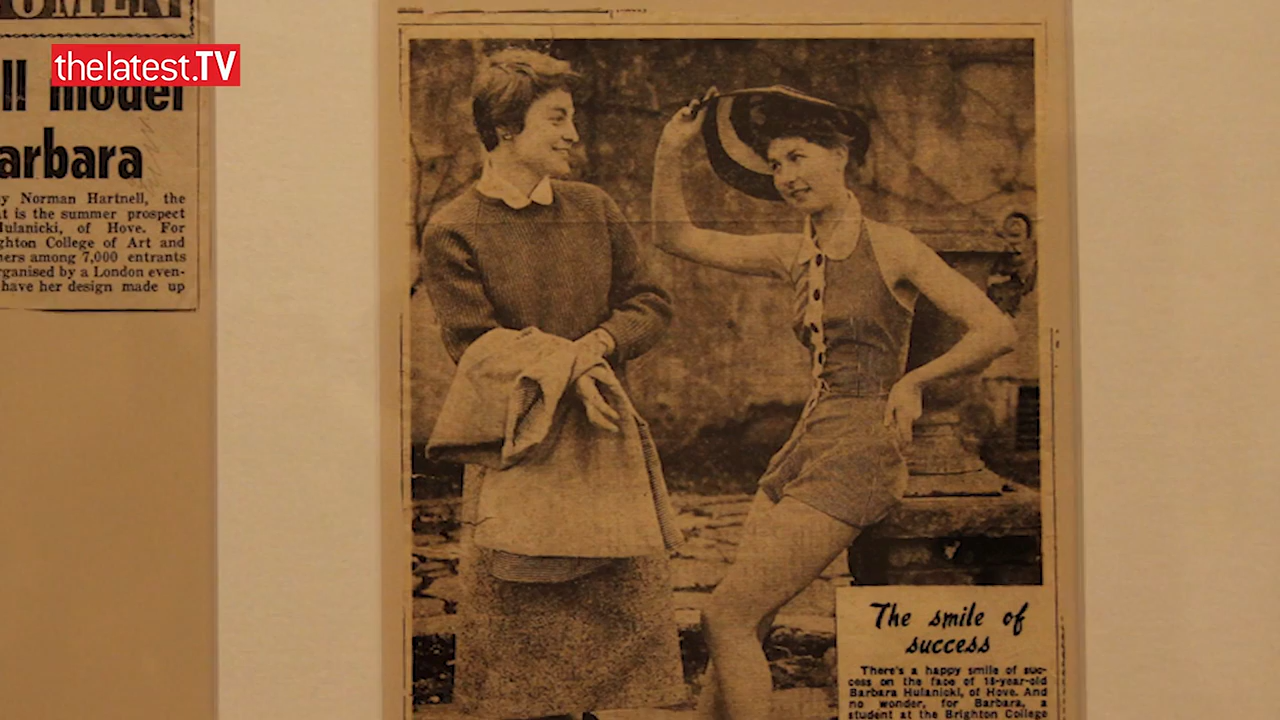 thelatest.TV
OMEN
ll model
arbara
y Norman Hartnell, the
t is the summer prospect
ulanicki, of Hove. For
ghton College of Art and
ers among 7,000 entrants
rganised by a London even-
have her design made up
The smile of
success
There's a happy smile of suc-
cess on the face of 18-year-old
Barbara Hulanicki, of Hove. And
no wonder, for Barbara, a
student at the Brighton College